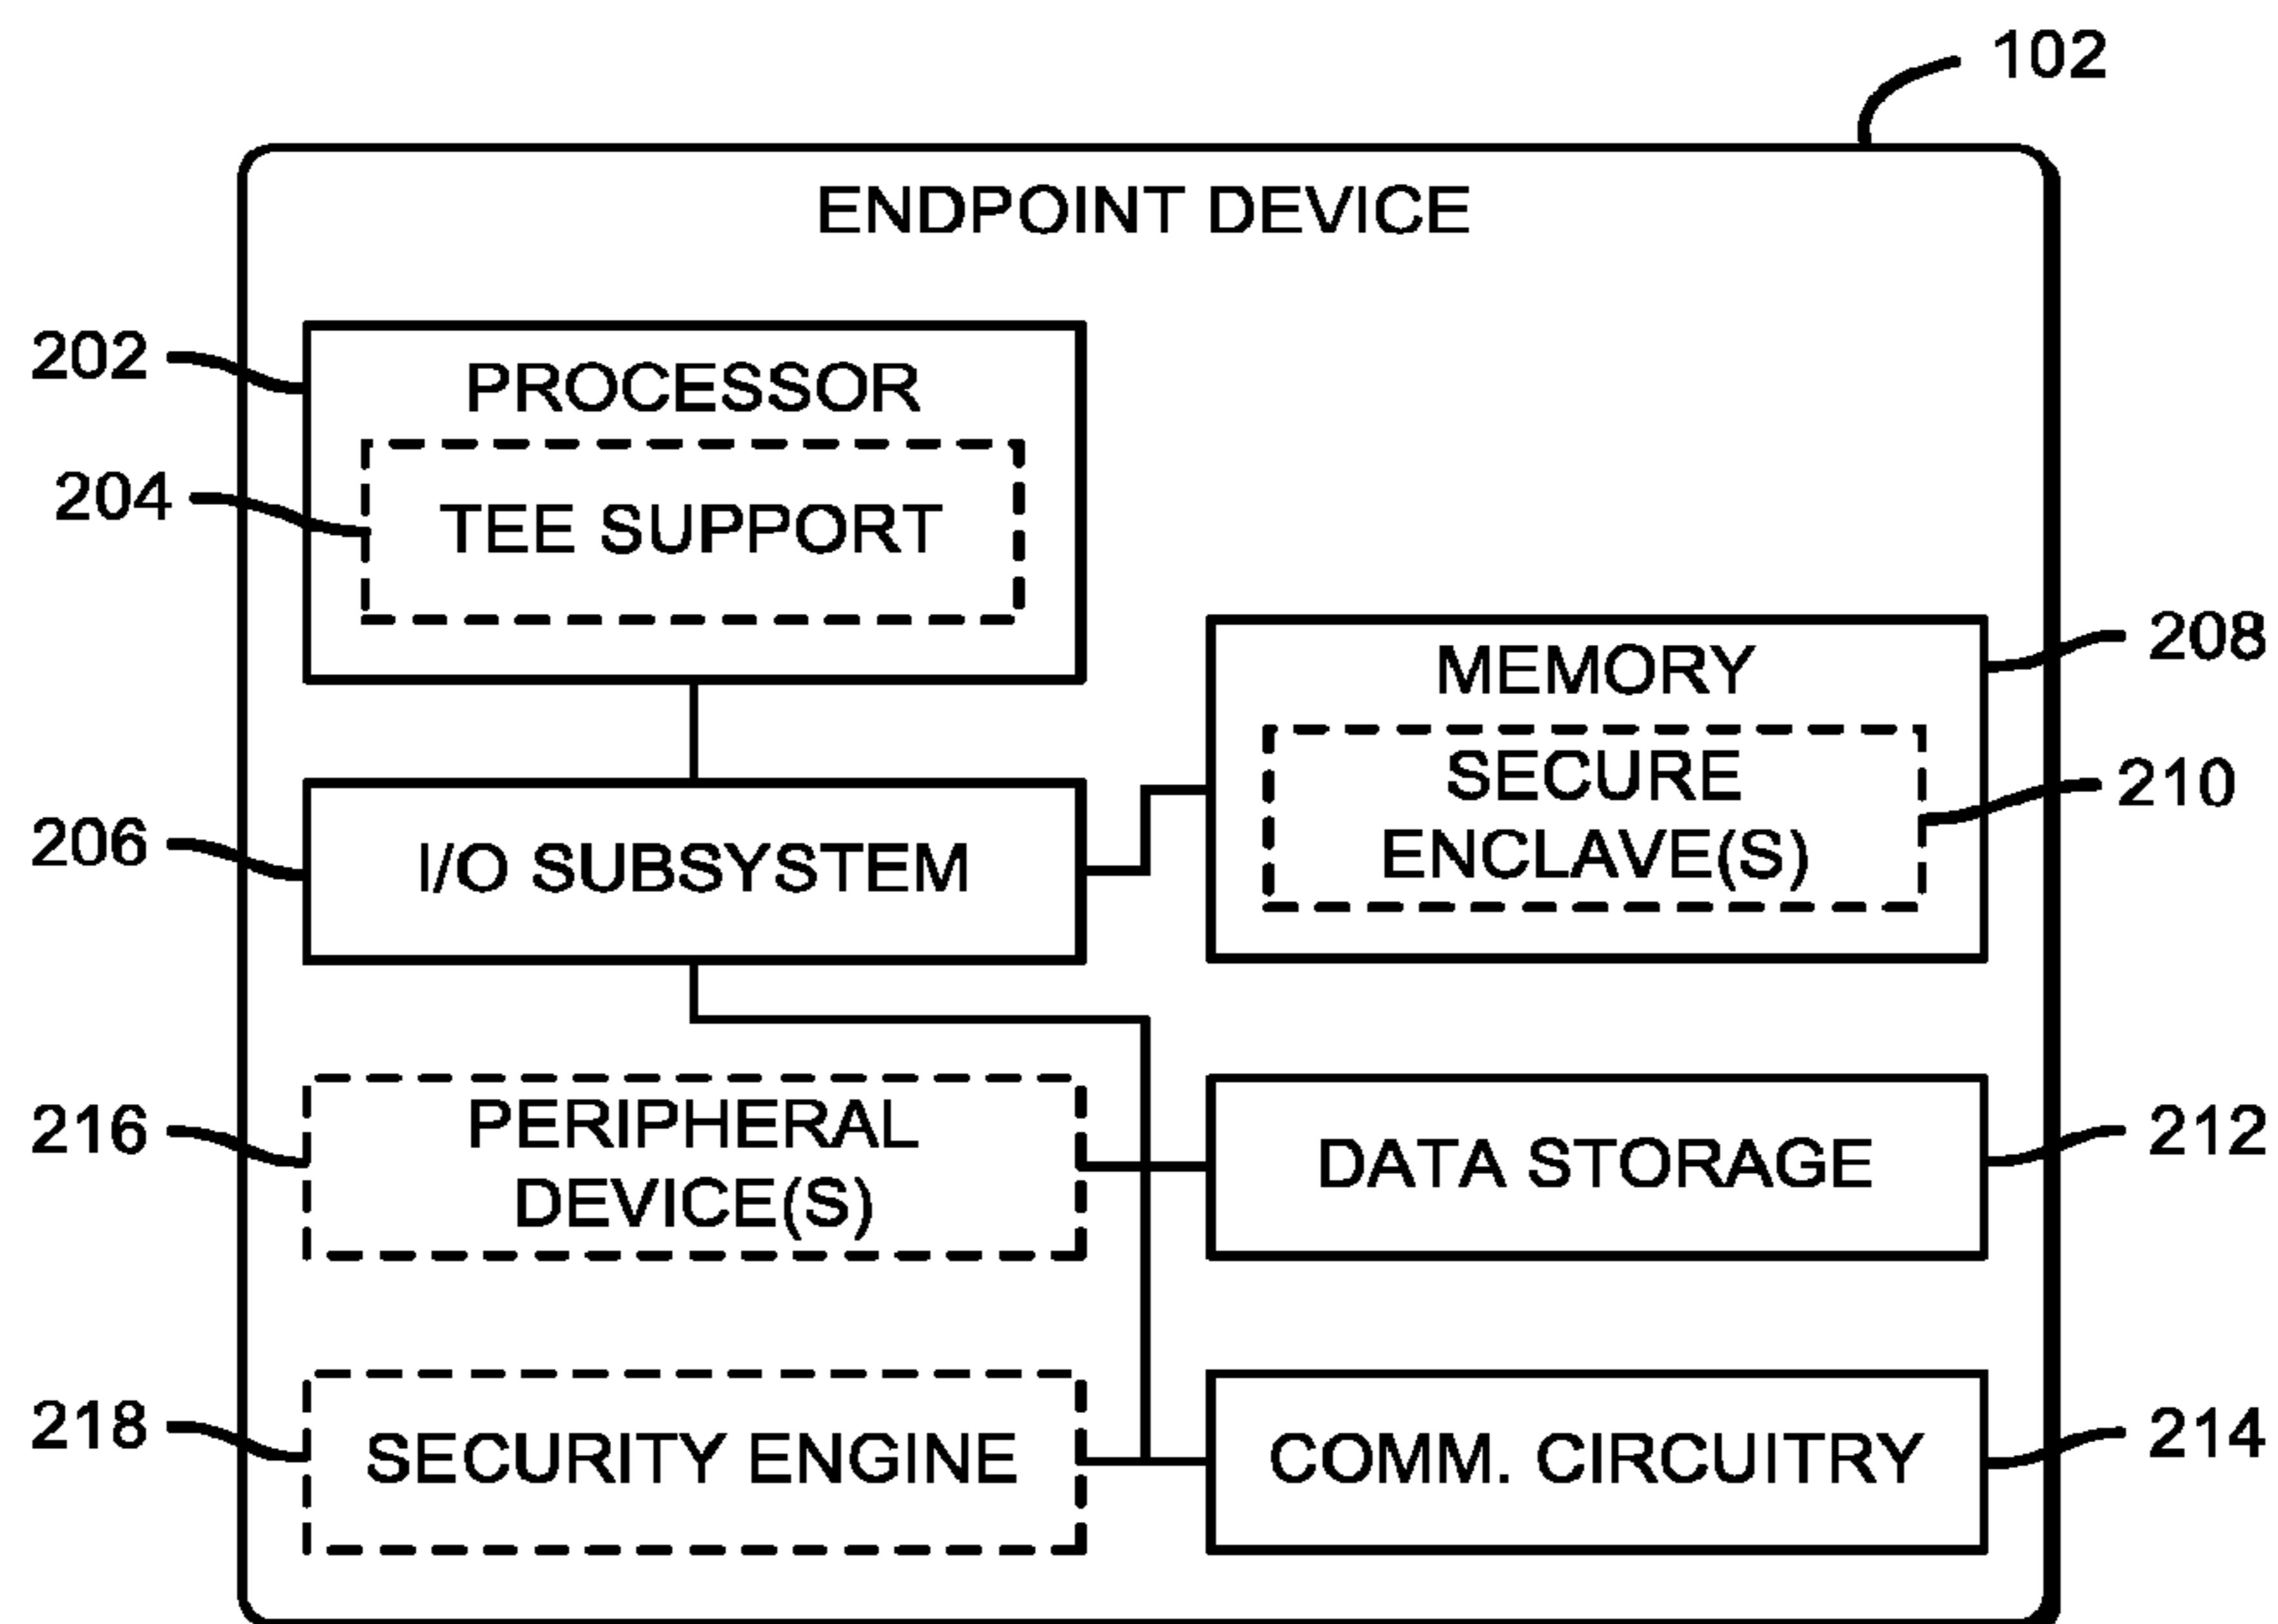 102
ENDPOINT DEVICE
202
PROCESSOR
204
TEE SUPPORT
208
MEMORY
SECURE
ENCLAVE(S)
210
206
I/O SUBSYSTEM
216
PERIPHERAL
DEVICE(S)
DATA STORAGE
212
218
SECURITY ENGINE
COMM. CIRCUITRY
214